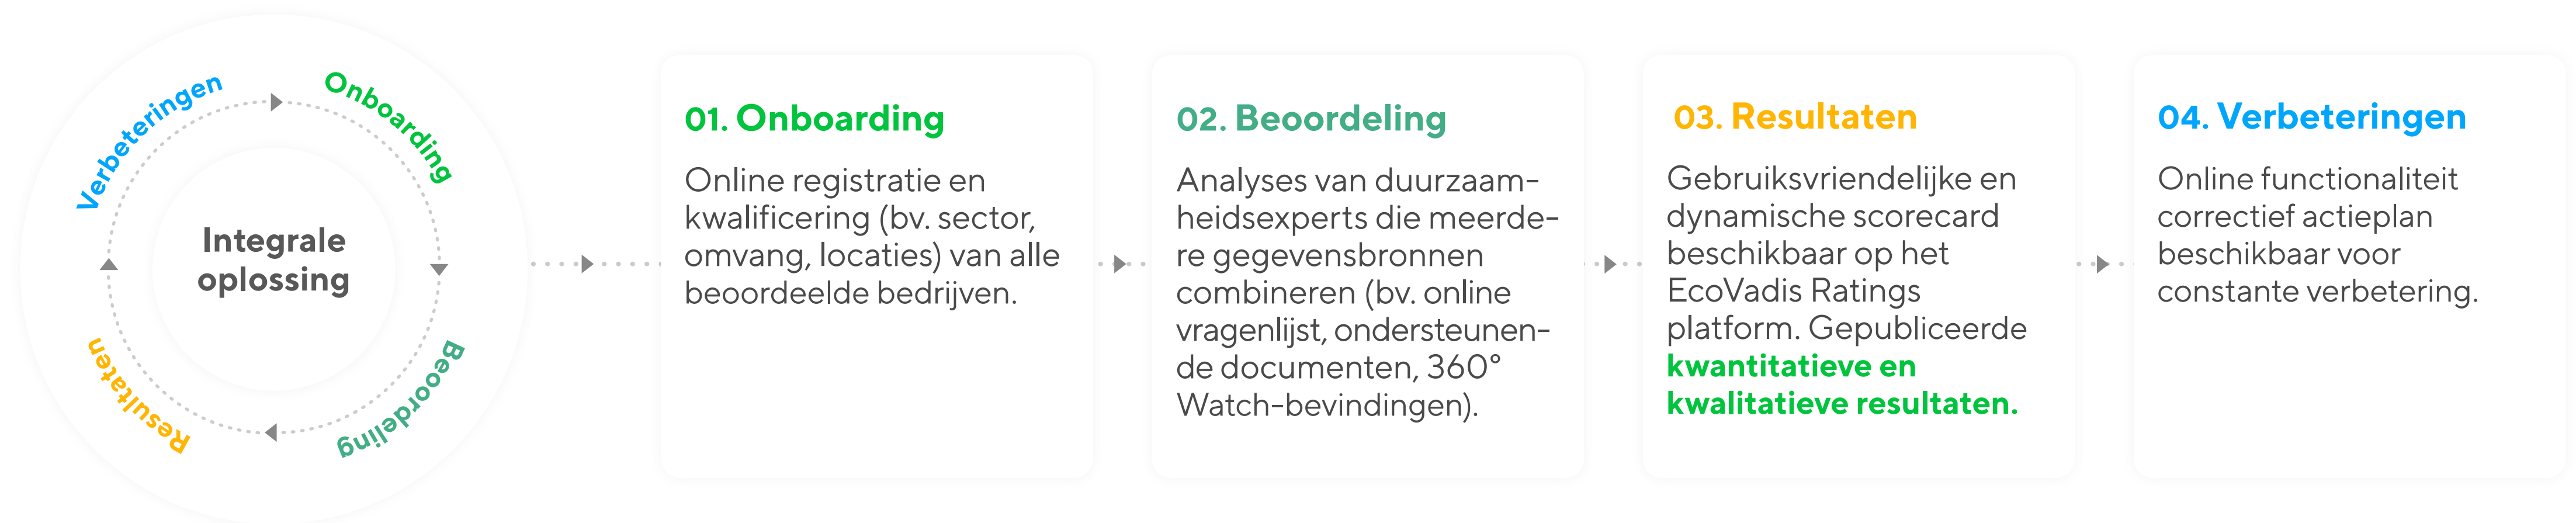 Verbeteringen
Onboarding
Integrale
oplossing
Resultaten
Beoordeling
01. Onboarding
Online registratie en
kwalificering (bv. sector,
omvang, locaties) van alle
beoordeelde bedrijven.
02. Beoordeling
Analyses van duurzaam-
heidsexperts die meerde-
re gegevensbronnen
combineren (bv. online
vragenlijst, ondersteunen-
de documenten, 360°
Watch-bevindingen).
03. Resultaten
Gebruiksvriendelijke en
dynamische scorecard
beschikbaar op het
EcoVadis Ratings
platform. Gepubliceerde
kwantitatieve en
kwalitatieve resultaten.
04. Verbeteringen
Online functionaliteit
correctief actieplan
beschikbaar voor
constante verbetering.